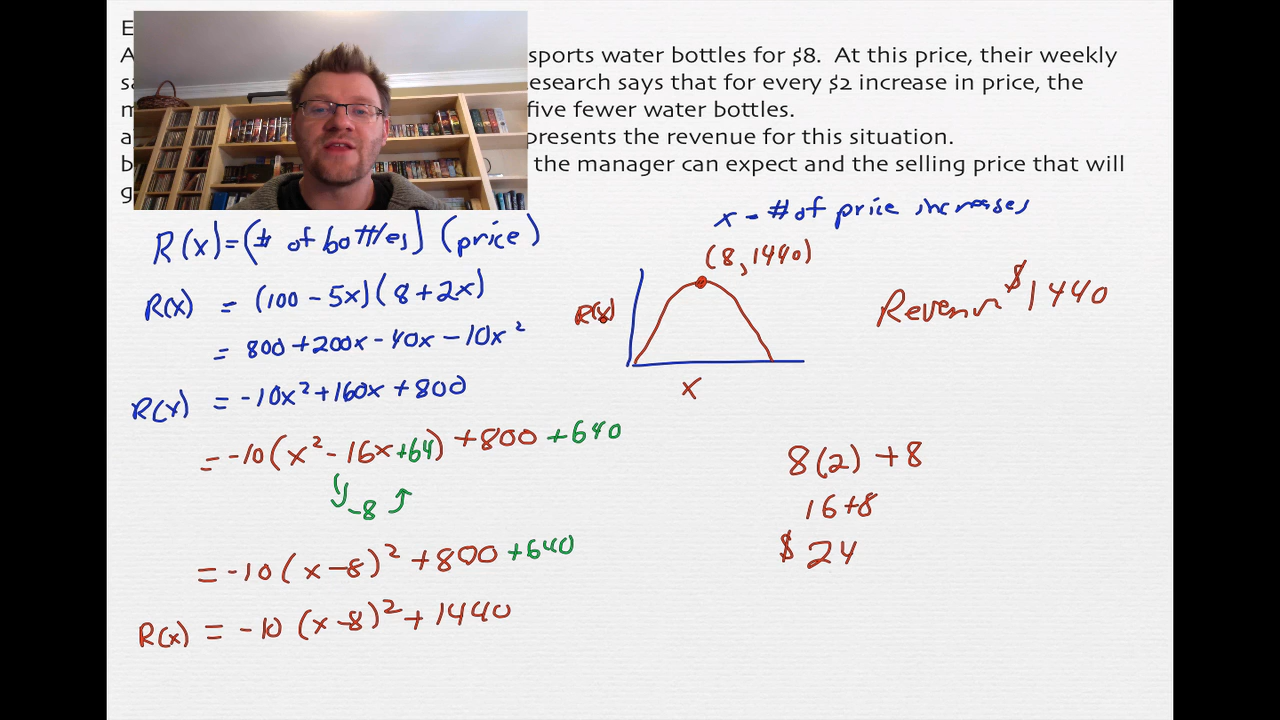 E
A sports water bottles for $8. At this price, their weekly
sa esearch says that for every $2 increase in price, the
m five fewer water bottles.
a presents the revenue for this situation.
b the manager can expect and the selling price that will
g
x - # of price increases
R(x) = (# of bottles) (price)
(8, 1440)
R(x) = (100 - 5x)(8 + 2x)
R(x)
Revenue $1440
= 800 + 200x - 40x - 10x²
x
R(x) = -10x² + 160x + 800
= -10(x² - 16x + 64) + 800 + 640
8(2) + 8
-8
16 + 8
= -10(x - 8)² + 800 + 640
$24
R(x) = -10(x - 8)² + 1440